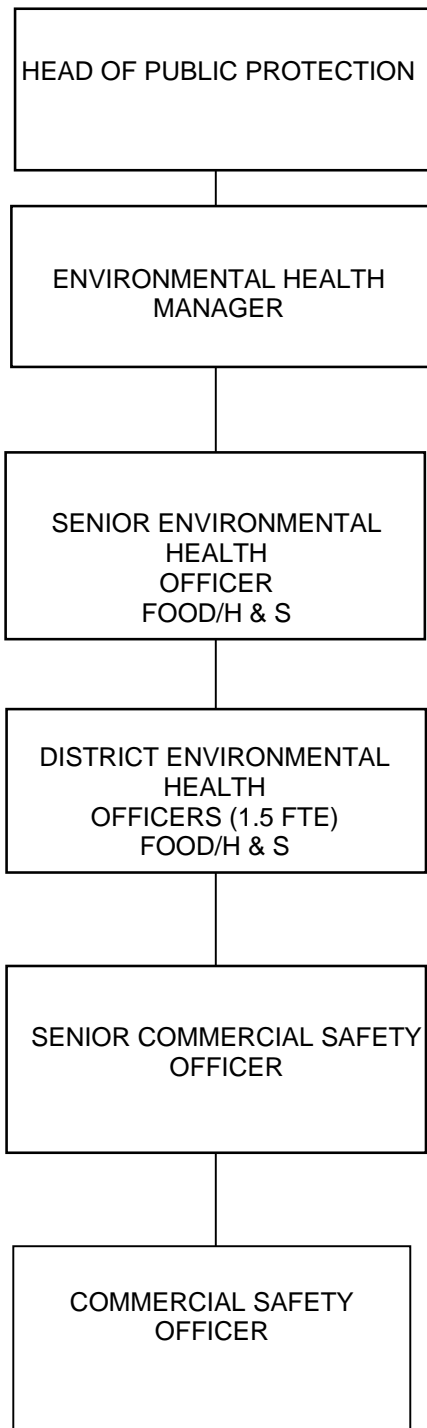 HEAD OF PUBLIC PROTECTION
ENVIRONMENTAL HEALTH
MANAGER
SENIOR ENVIRONMENTAL
HEALTH
OFFICER
FOOD/H & S
DISTRICT ENVIRONMENTAL
HEALTH
OFFICERS (1.5 FTE)
FOOD/H & S
SENIOR COMMERCIAL SAFETY
OFFICER
COMMERCIAL SAFETY
OFFICER